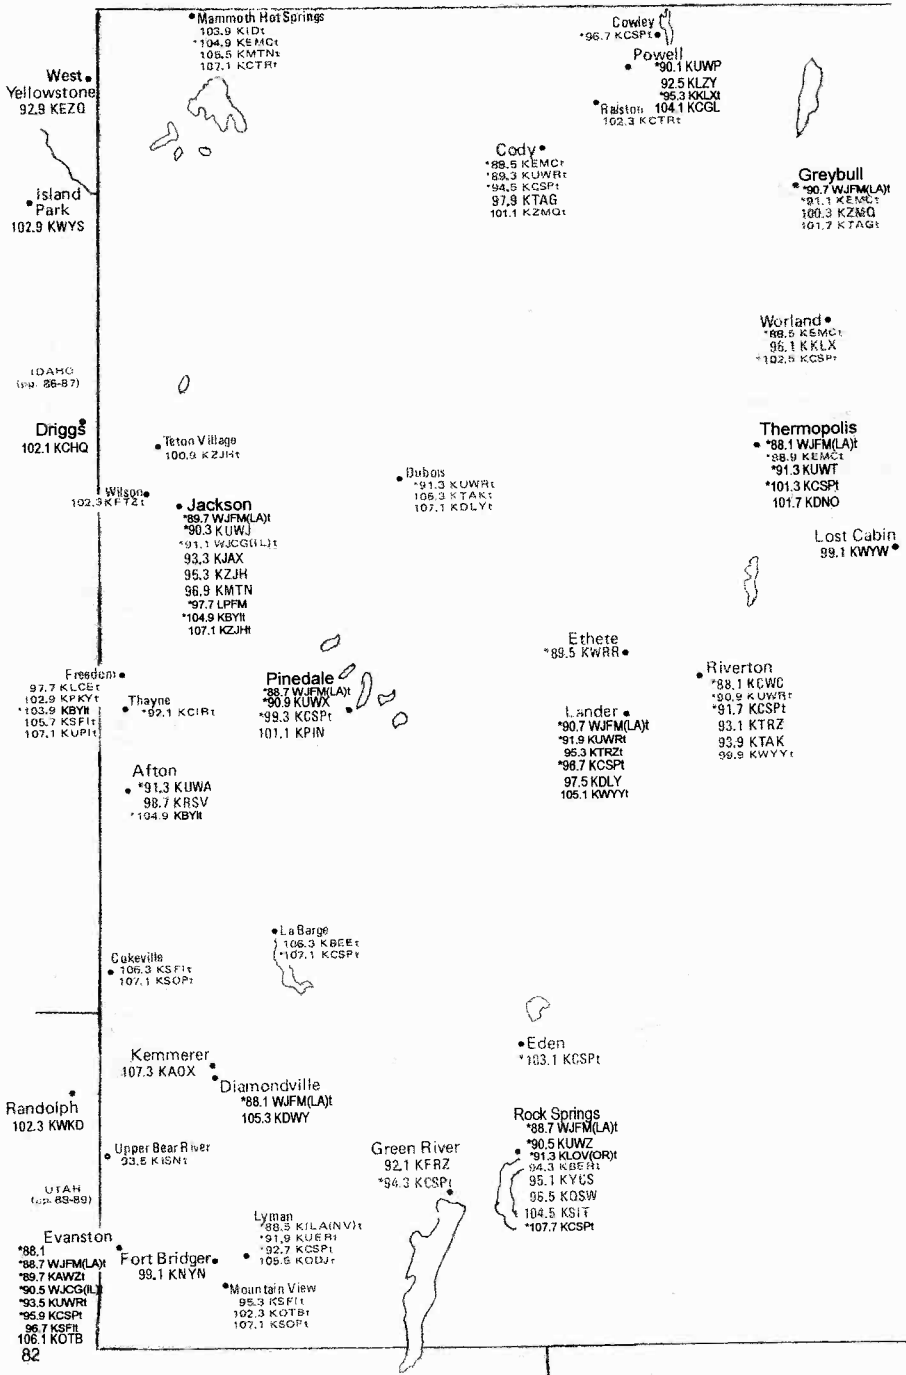 Mammoth Hot Springs
103.9 KIDt
*104.9 KEMCt
106.5 KMTNt
107.1 KCTRt
Cowley
*96.7 KCSPt
Powell
*90.1 KUWP
92.5 KLZY
*95.3 KKLXt
104.1 KCGL
Ralston
102.3 KCTRt
West
Yellowstone
92.9 KEZQ
Cody
*88.5 KEMCt
*89.3 KUWRt
*94.5 KCSPt
97.9 KTAG
101.1 KZMQt
Greybull
*90.7 WJFM(LA)t
*91.1 KEMCt
100.3 KZMQ
101.7 KTAGt
Island
Park
102.9 KWYS
Worland
*88.5 KEMCt
96.1 KKLX
*102.5 KCSPt
IDAHO
(pp. 86-87)
Driggs
102.1 KCHQ
Teton Village
100.9 KZJHt
Thermopolis
*88.1 WJFM(LA)t
*88.9 KEMCt
*91.3 KUWT
*101.3 KCSPt
101.7 KDNO
Dubois
*91.3 KUWRt
106.3 KTAKt
107.1 KDLYt
Wilson
102.3 KFTZt
Jackson
*89.7 WJFM(LA)t
*90.3 KUWJ
*91.1 WJCG(IL)t
93.3 KJAX
95.3 KZJH
96.9 KMTN
*97.7 LPFM
*104.9 KBYIt
107.1 KZJHt
Lost Cabin
99.1 KWYW
Ethete
*89.5 KWRR
Riverton
*88.1 KCWC
*90.9 KUWRt
*91.7 KCSPt
93.1 KTRZ
93.9 KTAK
99.9 KWYYt
Freedom
97.7 KLCEt
102.9 KPKYt
*103.9 KBYIt
105.7 KSFIt
107.1 KUPIt
Thayne
*92.1 KCIRt
Pinedale
*88.7 WJFM(LA)t
*90.9 KUWX
*99.3 KCSPt
101.1 KPIN
Lander
*90.7 WJFM(LA)t
*91.9 KUWRt
95.3 KTRZt
*96.7 KCSPt
97.5 KDLY
105.1 KWYYt
Afton
*91.3 KUWA
98.7 KRSV
*104.9 KBYIt
La Barge
106.3 KBEEt
*107.1 KCSPt
Cokeville
106.3 KSFIt
107.1 KSOPt
Eden
*103.1 KCSPt
Kemmerer
107.3 KAOX
Diamondville
*88.1 WJFM(LA)t
105.3 KDWY
Randolph
102.3 KWKD
Rock Springs
*88.7 WJFM(LA)t
*90.5 KUWZ
*91.3 KLOV(OR)t
94.3 KBERt
95.1 KYCS
96.5 KQSW
104.5 KSIT
*107.7 KCSPt
Upper Bear River
93.5 KISNt
Green River
92.1 KFRZ
*94.3 KCSPt
UTAH
Lyman
*88.5 KILA(NV)t
*91.9 KUERt
*92.7 KCSPt
KODJt
Evanston
*88.1
*88.7 WJFM(LA)t
*89.7 KAWZt
*90.5 WJCG(IL)t
*93.5 KUWRt
*95.9 KCSPt
96.7 KSFIt
106.1 KOTB
Fort Bridger
99.1 KNYN
Mountain View
95.3 KSFIt
102.3 KOTBt
107.1 KSOPt
82